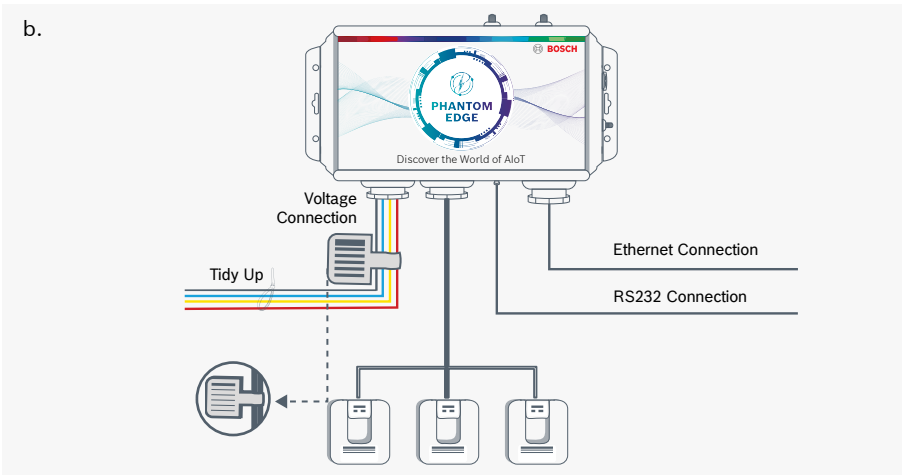 b.
BOSCH
PHANTOM
EDGE
Discover the World of AIoT
Voltage
Connection
Tidy Up
Ethernet Connection
RS232 Connection